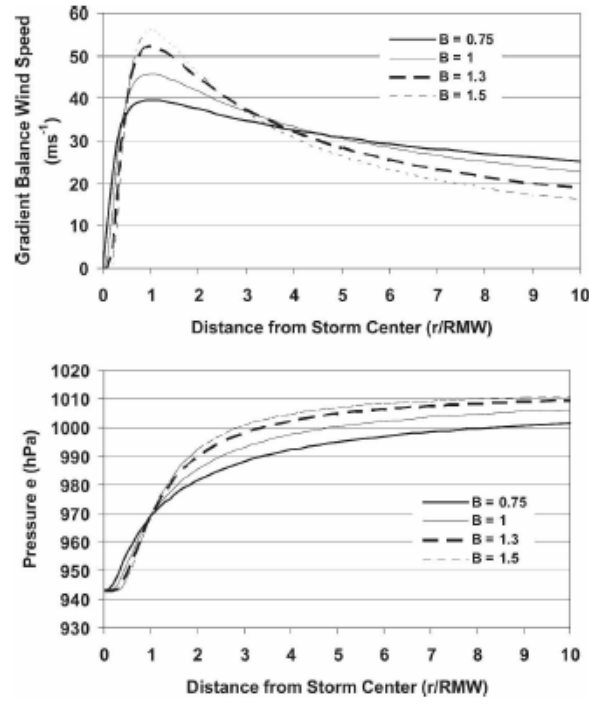 Gradient Balance Wind Speed
(ms-1)
60
50
40
30
20
10
0
B = 0.75
B = 1
B = 1.3
B = 1.5
0 1 2 3 4 5 6 7 8 9 10
Distance from Storm Center (r/RMW)
Pressure e (hPa)
1020
1010
1000
990
980
970
960
950
940
930
B = 0.75
B = 1
B = 1.3
B = 1.5
0 1 2 3 4 5 6 7 8 9 10
Distance from Storm Center (r/RMW)